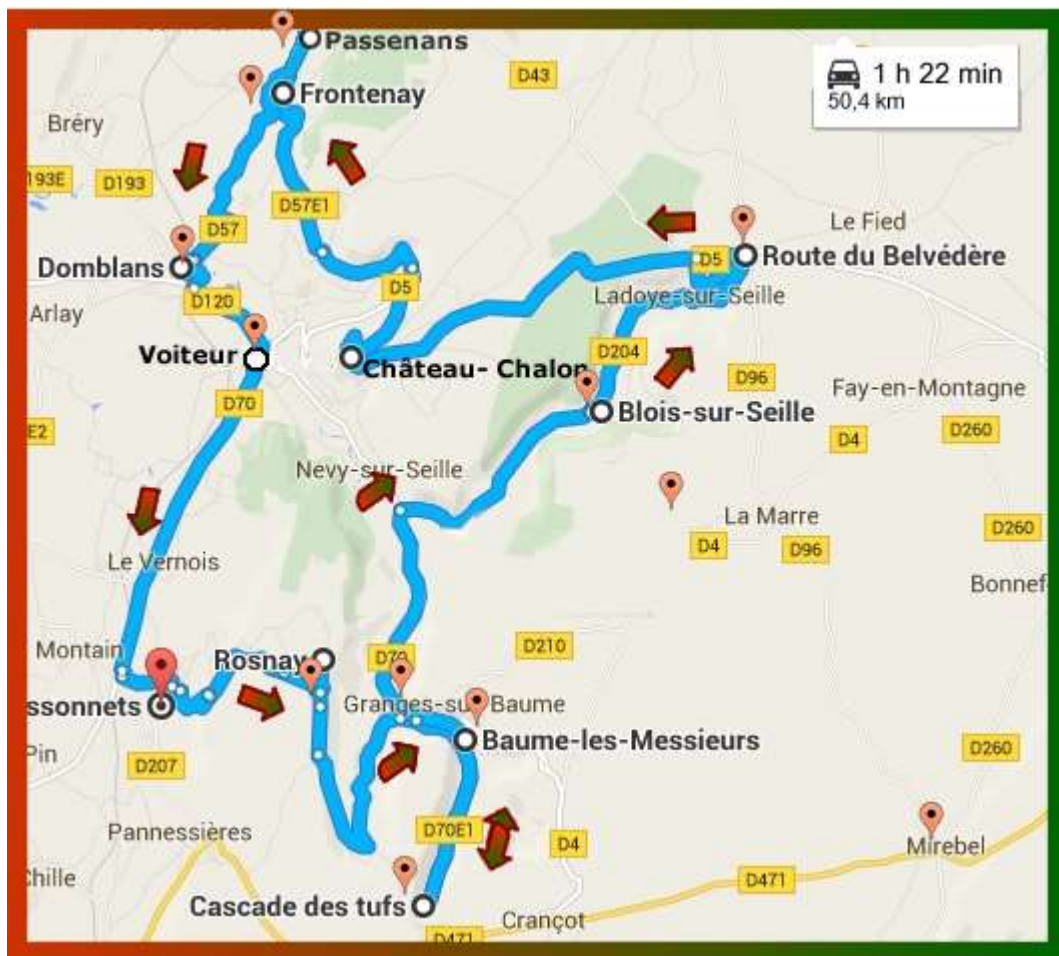 Passenans
1 h 22 min
50,4 km
D43
Frontenay
Bréry
193E
D193
D57E1
D57
Le Fied
Domblans
D5
Route du Belvédère
D5
D120
Ladoye-sur-Seille
Arlay
Voiteur
D204
Château- Chalon
D96
Fay-en-Montagne
D70
Blois-sur-Seille
E2
D4
D260
Nevy-sur-Seille
La Marre
D260
D4
D96
Le Vernois
Bonnef
Montain
Rosnay
D70
D210
ssonnets
Granges-sur-Baume
Baume-les-Messieurs
Pin
D207
D260
Pannessières
D70E1
D4
Mirebel
Chille
D471
Cascade des tufs
Crançot
D471